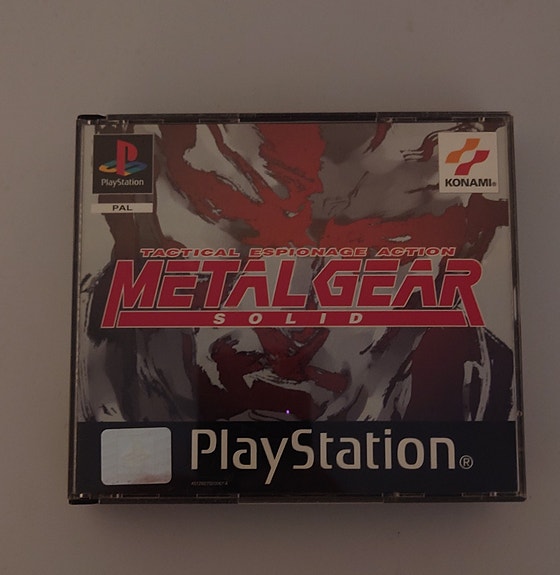 PlayStation
PAL
KONAMI®
TACTICAL ESPIONAGE ACTION
METAL GEAR
SOLID
PlayStation®